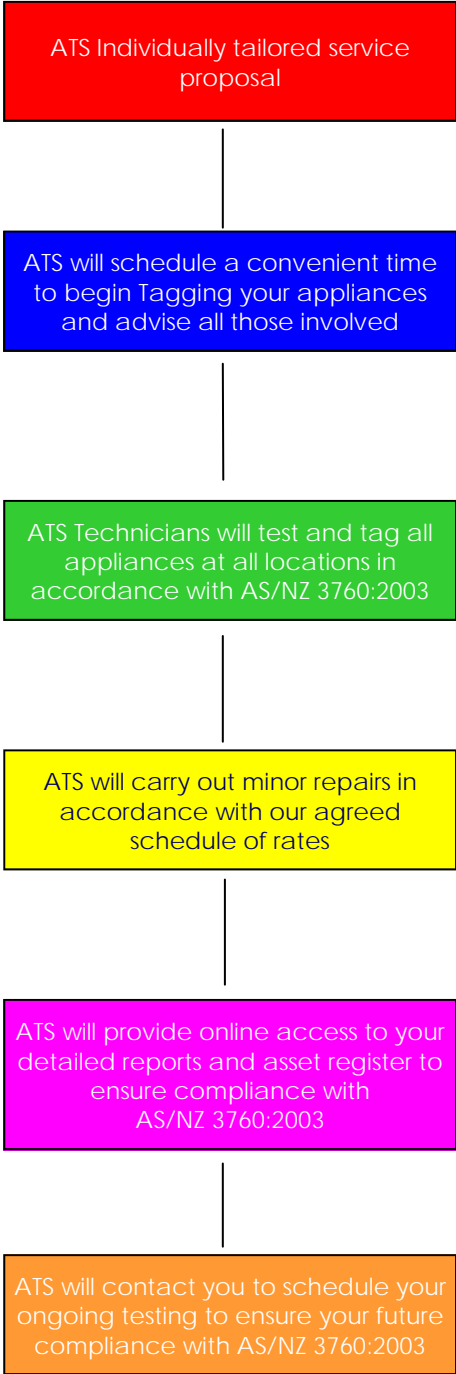 ATS Individually tailored service
proposal
ATS will schedule a convenient time
to begin Tagging your appliances
and advise all those involved
ATS Technicians will test and tag all
appliances at all locations in
accordance with AS/NZ 3760:2003
ATS will carry out minor repairs in
accordance with our agreed
schedule of rates
ATS will provide online access to your
detailed reports and asset register to
ensure compliance with
AS/NZ 3760:2003
ATS will contact you to schedule your
ongoing testing to ensure your future
compliance with AS/NZ 3760:2003